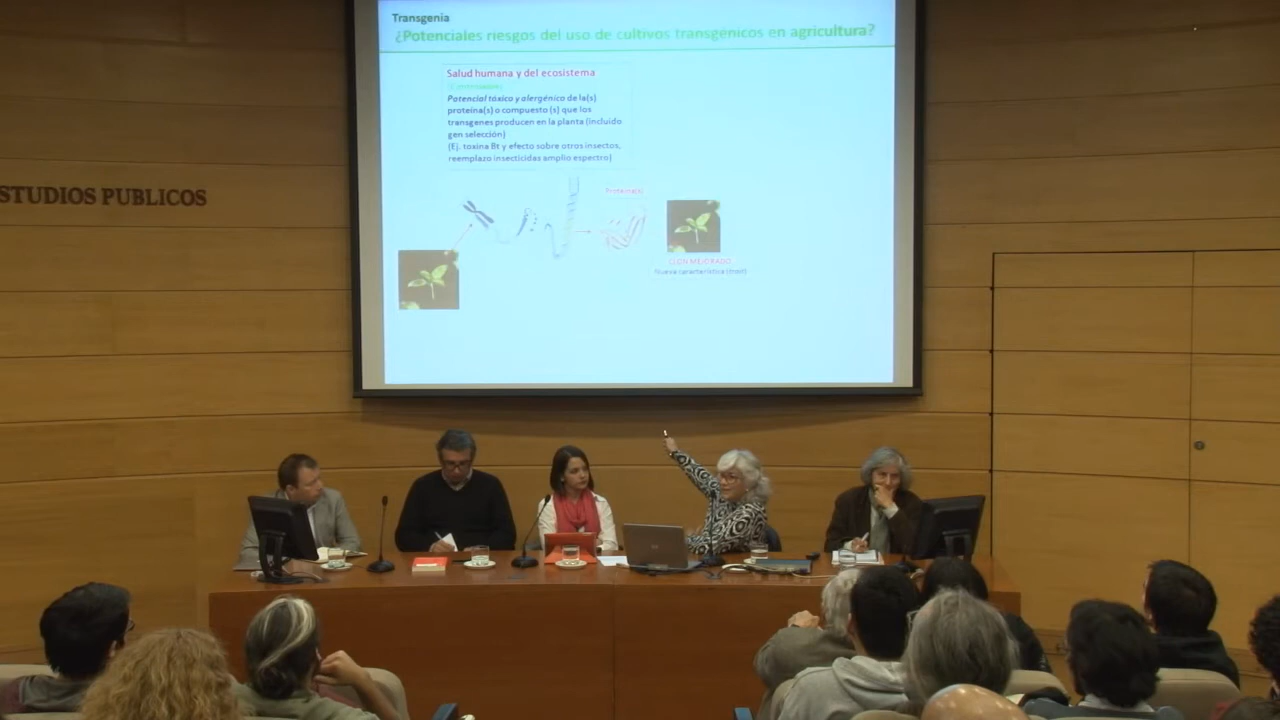 Transgenia
¿Potenciales riesgos del uso de cultivos transgénicos en agricultura?
Salud humana y del ecosistema
Potencial tóxico y alergénico de la(s)
proteína(s) o compuesto (s) que los
transgenes producen en la planta (incluido
gen selección)
(Ej. toxina Bt y efecto sobre otros insectos,
reemplazo insecticidas amplio espectro)
Proteína(s)
CLON MEJORADO
Nueva característica (trait)
STUDIOS PUBLICOS